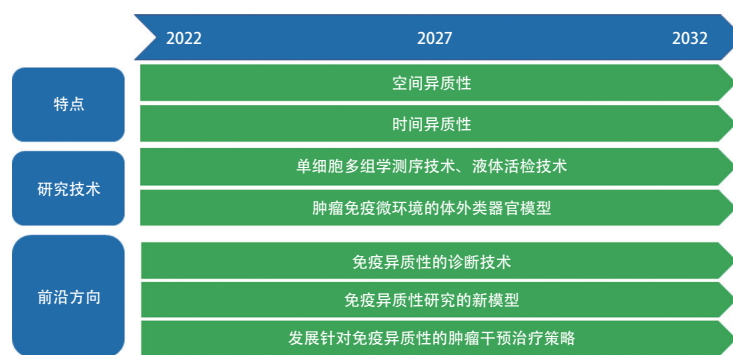 2022 2027 2032
特点
空间异质性
时间异质性
研究技术
单细胞多组学测序技术、液体活检技术
肿瘤免疫微环境的体外类器官模型
前沿方向
免疫异质性的诊断技术
免疫异质性研究的新模型
发展针对免疫异质性的肿瘤干预治疗策略